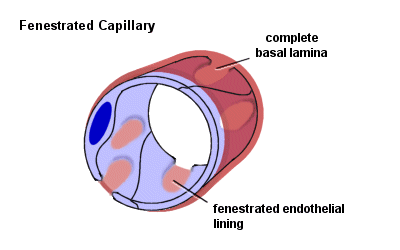 Fenestrated Capillary
complete
basal lamina
fenestrated endothelial
lining